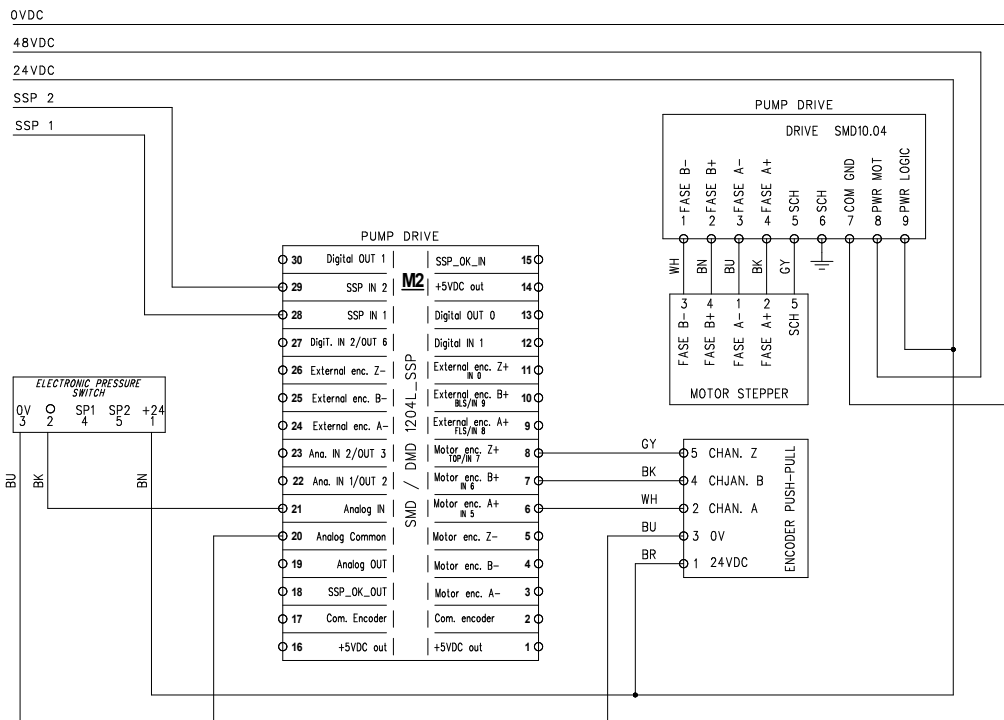 0VDC
48VDC
24VDC
SSP 2
SSP 1
PUMP DRIVE
DRIVE SMD10.04
FASE B-
FASE B+
FASE A-
FASE A+
SCH
SCH
COM GND
PWR MOT
PWR LOGIC
1 2 3 4 5 6 7 8 9
WH
BN
BU
BK
GY
3 4 1 2 5
FASE B-
FASE B+
FASE A-
FASE A+
SCH
MOTOR STEPPER
PUMP DRIVE
M2
SMD / DMD 1204L_SSP
30 Digital OUT 1
29 SSP IN 2
28 SSP IN 1
27 DigiT. IN 2/OUT 6
26 External enc. Z-
25 External enc. B-
24 External enc. A-
23 Ana. IN 2/OUT 3
22 Ana. IN 1/OUT 2
21 Analog IN
20 Analog Common
19 Analog OUT
18 SSP_OK_OUT
17 Com. Encoder
16 +5VDC out
SSP_OK_IN 15
+5VDC out 14
Digital OUT 0 13
Digital IN 1 12
External enc. Z+ 11
IN 0
External enc. B+ 10
BLS/IN 9
External enc. A+ 9
FLS/IN 8
Motor enc. Z+ 8
TOP/IN 7
Motor enc. B+ 7
IN 6
Motor enc. A+ 6
IN 5
Motor enc. Z- 5
Motor enc. B- 4
Motor enc. A- 3
Com. encoder 2
+5VDC out 1
ELECTRONIC PRESSURE
SWITCH
0V O SP1 SP2 +24
3 2 4 5 1
BU
BK
BN
GY
BK
WH
BU
BR
5 CHAN. Z
4 CHJAN. B
2 CHAN. A
3 0V
1 24VDC
ENCODER PUSH-PULL